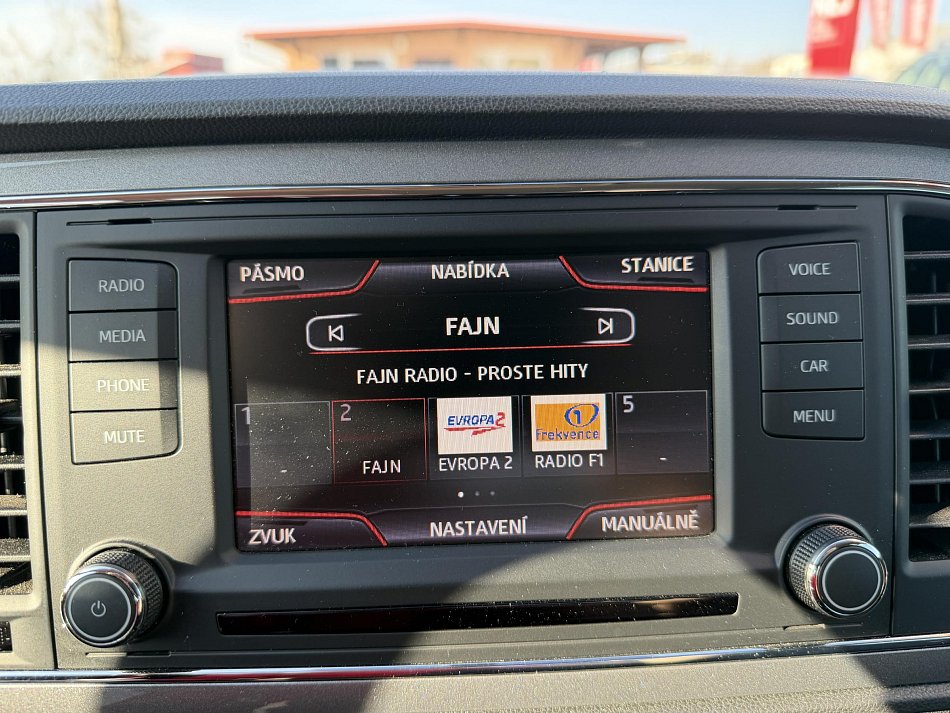 RADIO
MEDIA
PHONE
MUTE
PÁSMO
NABÍDKA
STANICE
FAJN
FAJN RADIO - PROSTE HITY
1
2
FAJN
EVROPA 2
EVROPA 2
1
Frekvence
RADIO F1
5
-
ZVUK
NASTAVENÍ
MANUÁLNĚ
VOICE
SOUND
CAR
MENU